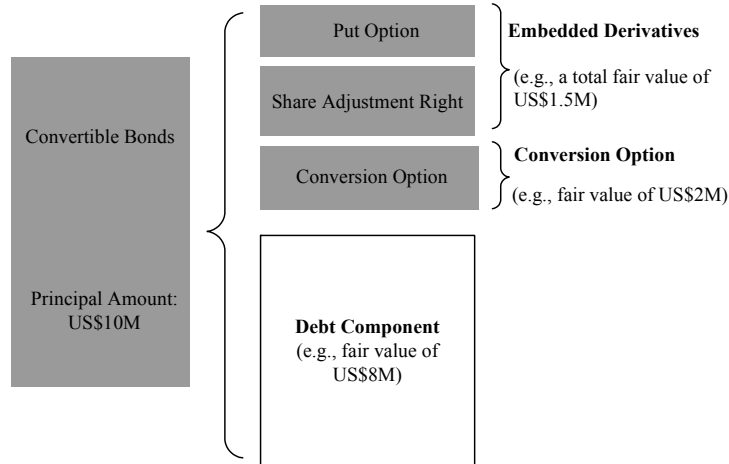 Convertible Bonds
Principal Amount:
US$10M
Put Option
Share Adjustment Right
Conversion Option
Debt Component
(e.g., fair value of
US$8M)
Embedded Derivatives
(e.g., a total fair value of
US$1.5M)
Conversion Option
(e.g., fair value of US$2M)